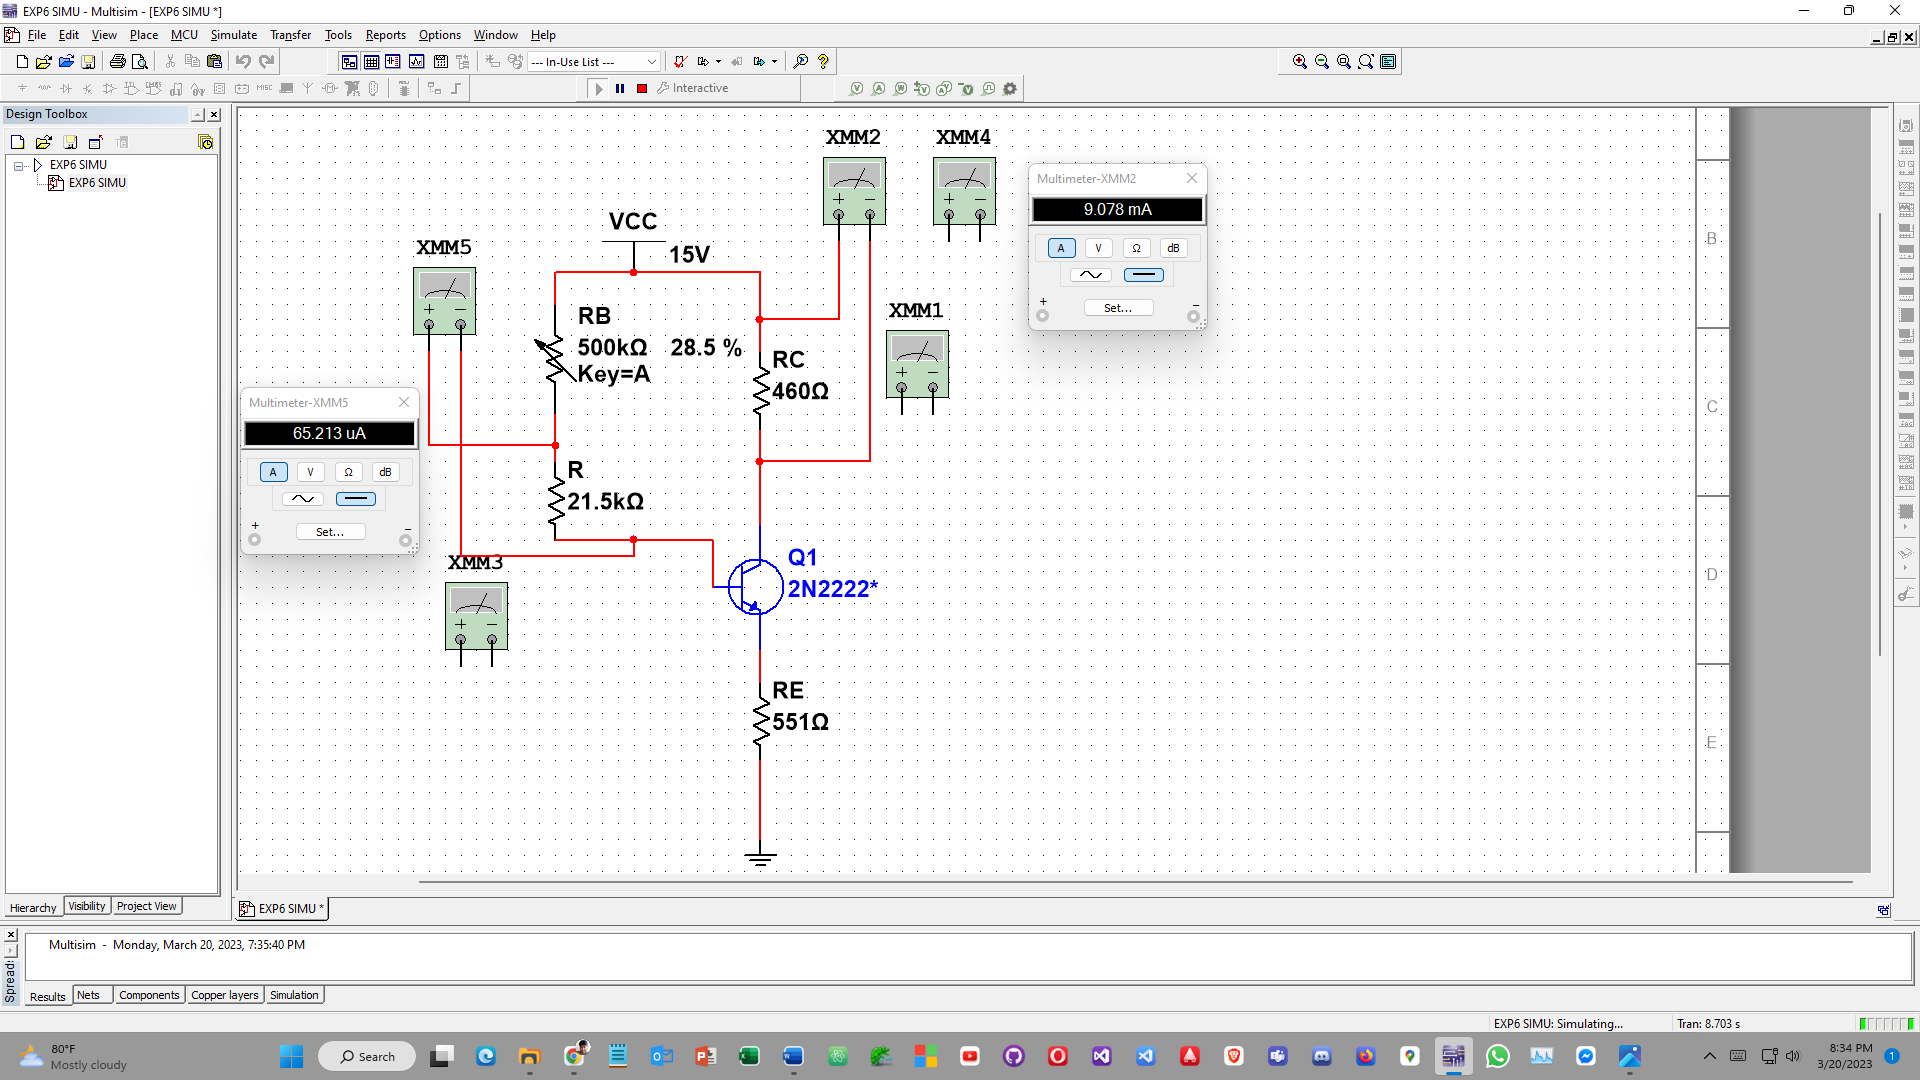 EXP6 SIMU - Multisim - [EXP6 SIMU *]
File Edit View Place MCU Simulate Transfer Tools Reports Options Window Help
--- In-Use List ---
Interactive
Design Toolbox
EXP6 SIMU
EXP6 SIMU
XMM2 XMM4
Multimeter-XMM2
9.078 mA
A V Ω dB
+ −
Set...
B
VCC
15V
XMM5
XMM1
RB
500kΩ 28.5 %
Key=A
RC
460Ω
C
Multimeter-XMM5
65.213 uA
A V Ω dB
+ −
Set...
R
21.5kΩ
XMM3
Q1
2N2222*
D
RE
551Ω
E
Hierarchy Visibility Project View
EXP6 SIMU *
Multisim - Monday, March 20, 2023, 7:35:40 PM
Results Nets Components Copper layers Simulation
EXP6 SIMU: Simulating... Tran: 8.703 s
80°F
Mostly cloudy
Search
8:34 PM
3/20/2023
1